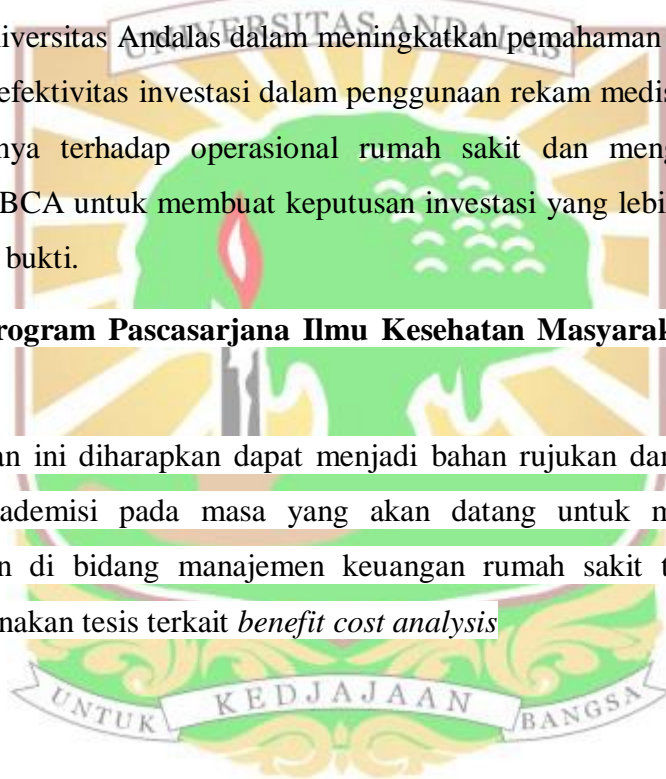 niversitas Andalas dalam meningkatkan pemahaman
UNIVERSITAS ANDALAS
efektivitas investasi dalam penggunaan rekam medis
nya terhadap operasional rumah sakit dan meng
BCA untuk membuat keputusan investasi yang lebi
bukti.
rogram Pascasarjana Ilmu Kesehatan Masyarak
an ini diharapkan dapat menjadi bahan rujukan dan
ademisi pada masa yang akan datang untuk m
n di bidang manajemen keuangan rumah sakit t
nakan tesis terkait benefit cost analysis
UNTUK KEDJAJAAN BANGSA